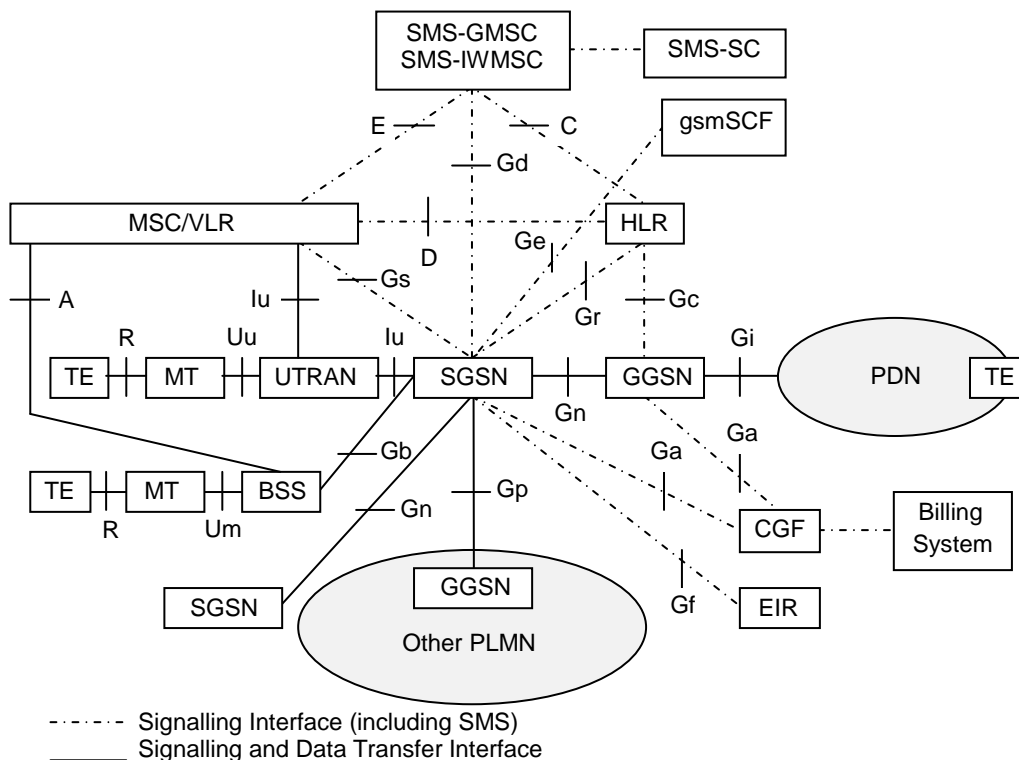 SMS-GMSC
SMS-IWMSC
SMS-SC
gsmSCF
E
C
Gd
MSC/VLR
HLR
D
Ge
Gs
Gr
Gc
A
Iu
R
Uu
Iu
Gi
TE
MT
UTRAN
SGSN
GGSN
PDN
TE
Gn
Ga
Ga
Gb
TE
MT
BSS
Gn
Gp
R
Um
CGF
Billing
System
SGSN
GGSN
Gf
EIR
Other PLMN
Signalling Interface (including SMS)
Signalling and Data Transfer Interface